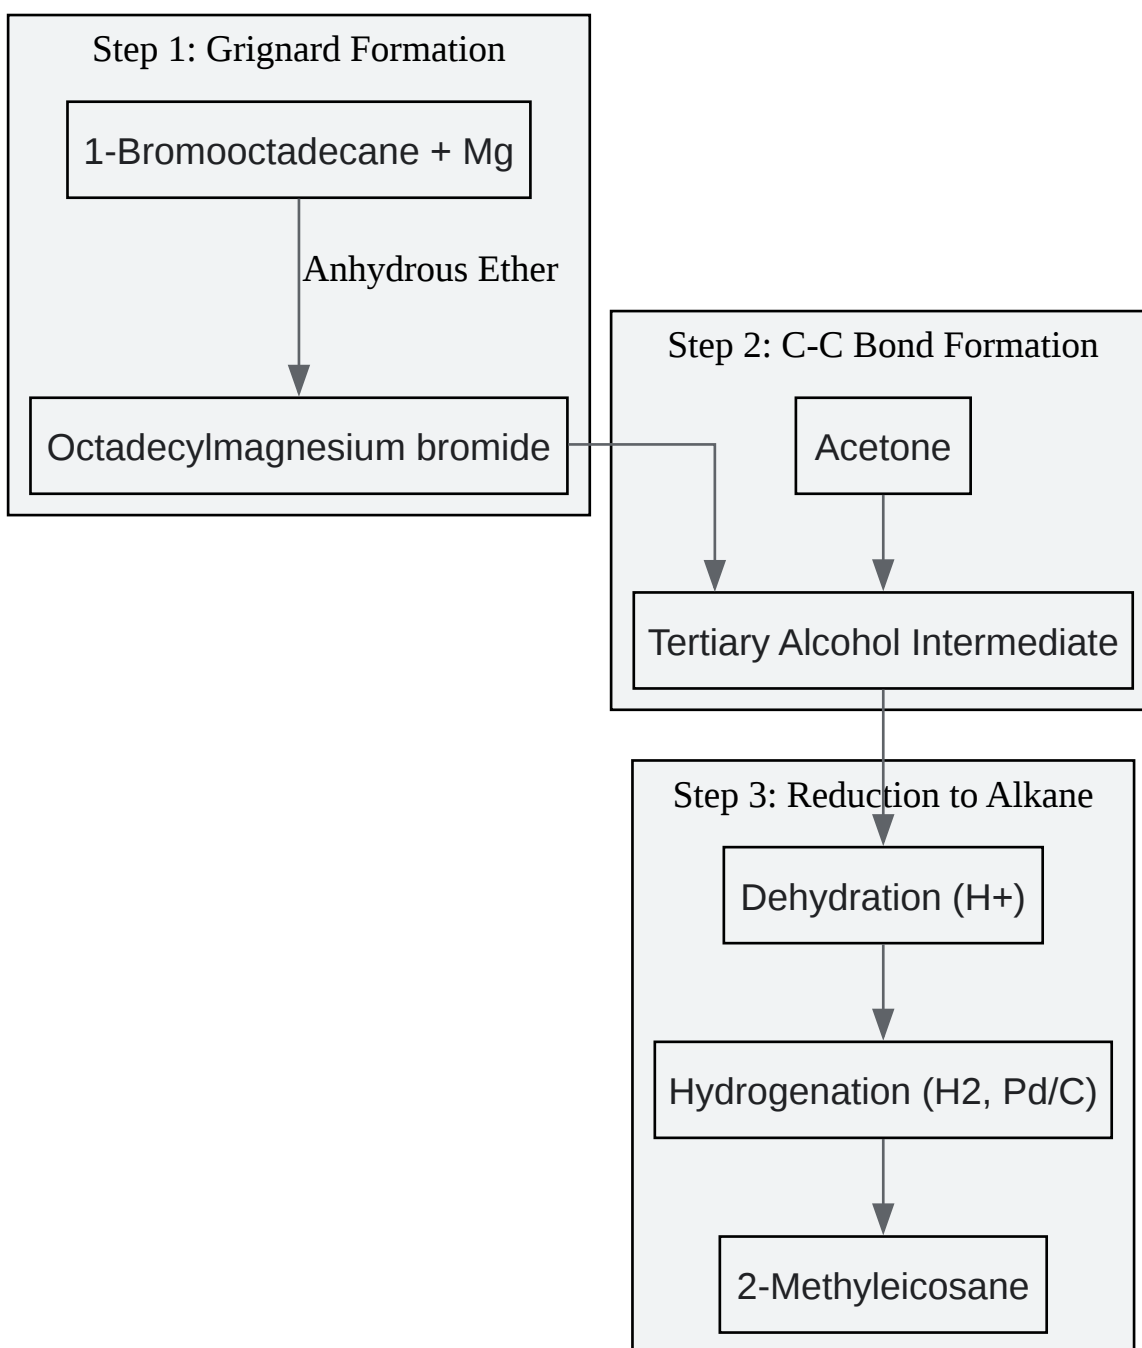 Step 1: Grignard Formation
1-Bromooctadecane + Mg
Anhydrous Ether
Octadecylmagnesium bromide
Step 2: C-C Bond Formation
Acetone
Tertiary Alcohol Intermediate
Step 3: Reduction to Alkane
Dehydration (H+)
Hydrogenation (H2, Pd/C)
2-Methyleicosane